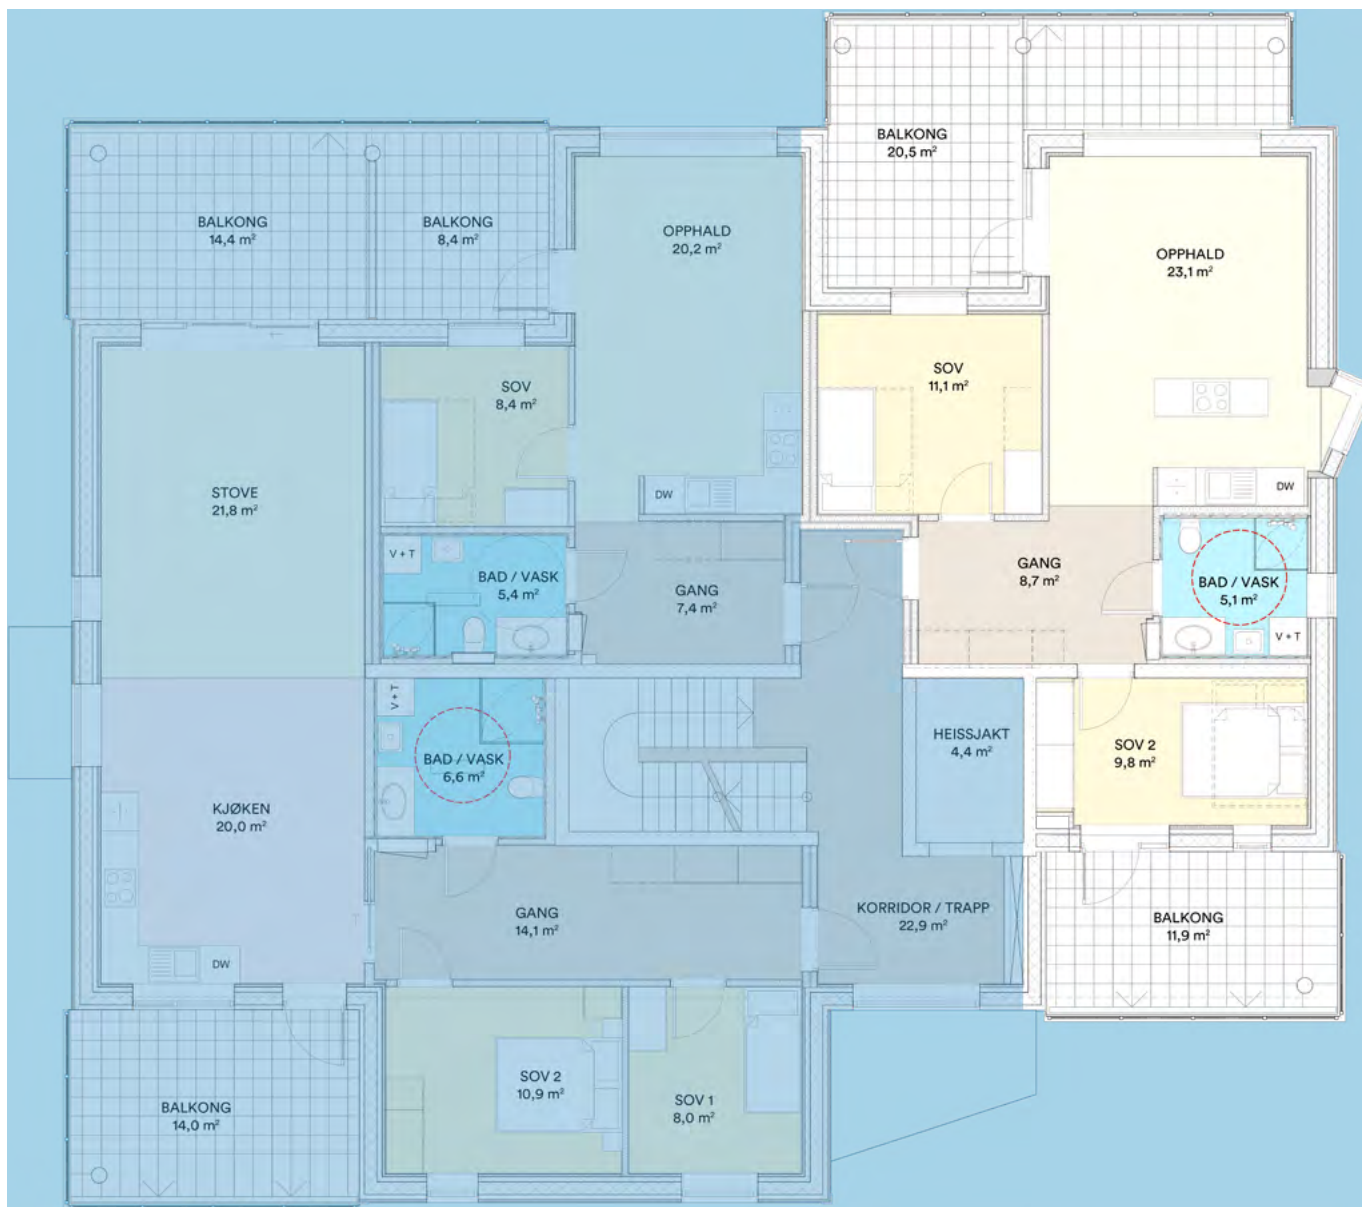 BALKONG
20,5 m²
BALKONG
14,4 m²
BALKONG
8,4 m²
OPPHALD
20,2 m²
OPPHALD
23,1 m²
SOV
8,4 m²
SOV
11,1 m²
STOVE
21,8 m²
DW
DW
V + T
BAD / VASK
5,4 m²
GANG
7,4 m²
GANG
8,7 m²
BAD / VASK
5,1 m²
V + T
V + T
BAD / VASK
6,6 m²
HEISSJAKT
4,4 m²
SOV 2
9,8 m²
KJØKEN
20,0 m²
GANG
14,1 m²
KORRIDOR / TRAPP
22,9 m²
BALKONG
11,9 m²
DW
SOV 2
10,9 m²
SOV 1
8,0 m²
BALKONG
14,0 m²